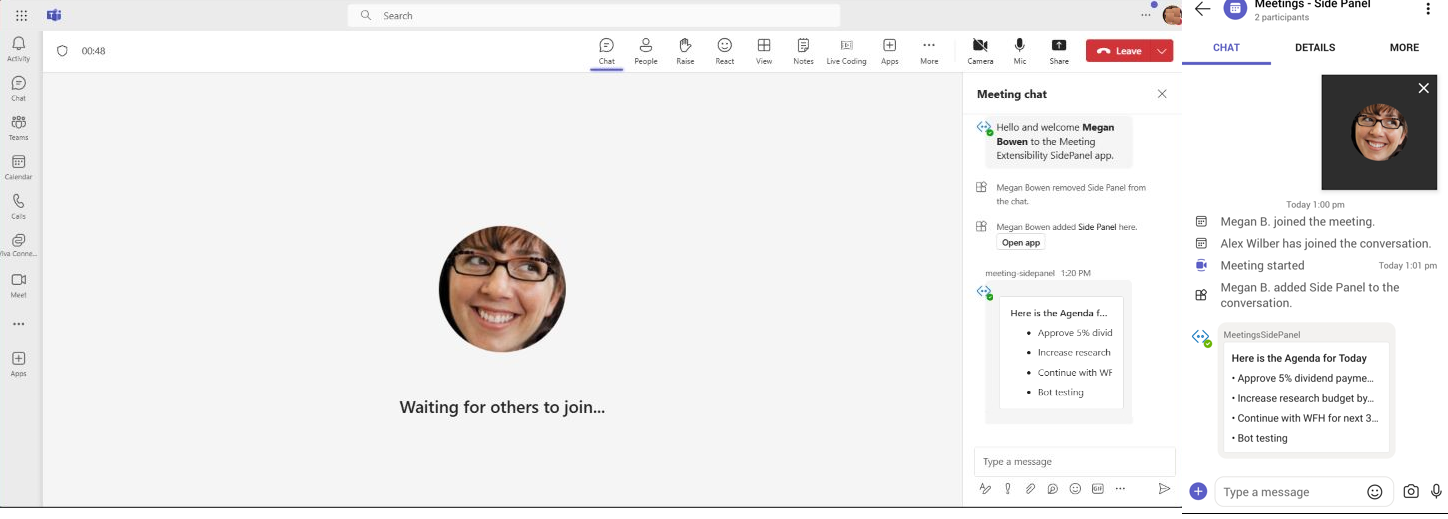 Search
00:48
Chat
People
Raise
React
View
Notes
Live Coding
Apps
More
Camera
Mic
Share
Leave
Activity
Chat
Teams
Calendar
Calls
Viva Conne...
Meet
Apps
Waiting for others to join...
Meeting chat
Hello and welcome Megan
Bowen to the Meeting
Extensibility SidePanel app.
Megan Bowen removed Side Panel from
the chat.
Megan Bowen added Side Panel here.
Open app
meeting-sidepanel 1:20 PM
Here is the Agenda f...
• Approve 5% divid
• Increase research
• Continue with WF
• Bot testing
Type a message
GIF
Meetings - Side Panel
2 participants
CHAT
DETAILS
MORE
Today 1:00 pm
Megan B. joined the meeting.
Alex Wilber has joined the conversation.
Meeting started Today 1:01 pm
Megan B. added Side Panel to the
conversation.
MeetingsSidePanel
Here is the Agenda for Today
• Approve 5% dividend payme...
• Increase research budget by...
• Continue with WFH for next 3...
• Bot testing
Type a message